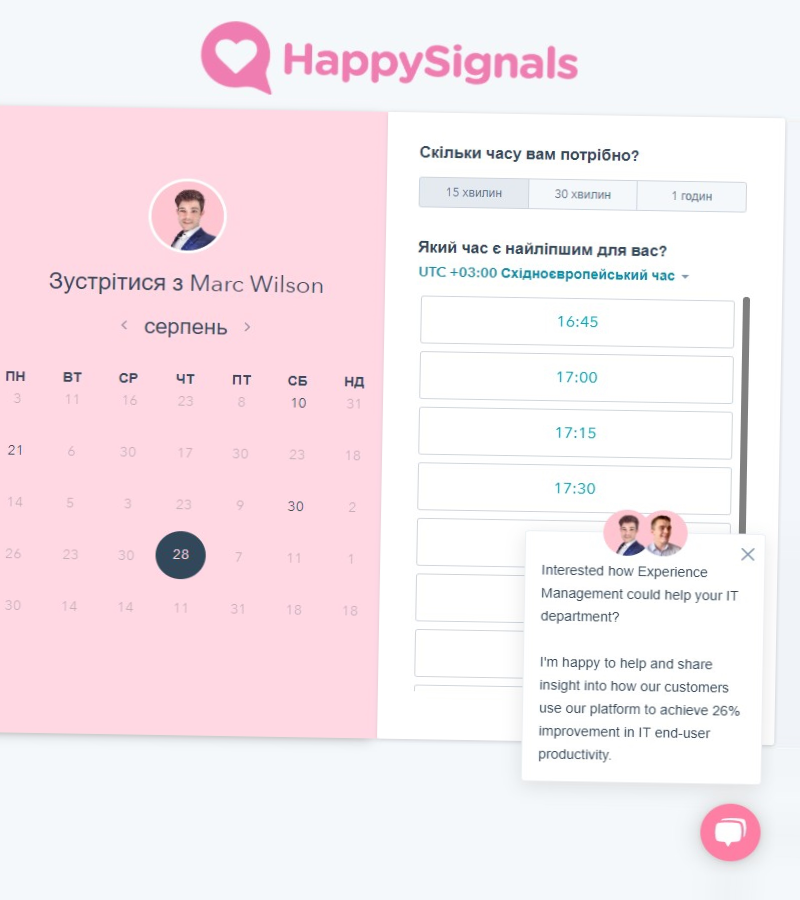 HappySignals
Зустрітися з Marc Wilson
серпень
ПН ВТ СР ЧТ ПТ СБ НД
3 11 16 23 8 10 31
21 6 30 17 30 23 18
14 5 3 23 9 30 2
26 23 30 28 7 11 1
30 14 14 11 31 18 18
Скільки часу вам потрібно?
15 хвилин 30 хвилин 1 годин
Який час є найліпшим для вас?
UTC +03:00 Східноєвропейський час
16:45
17:00
17:15
17:30
Interested how Experience
Management could help your IT
department?
I'm happy to help and share
insight into how our customers
use our platform to achieve 26%
improvement in IT end-user
productivity.